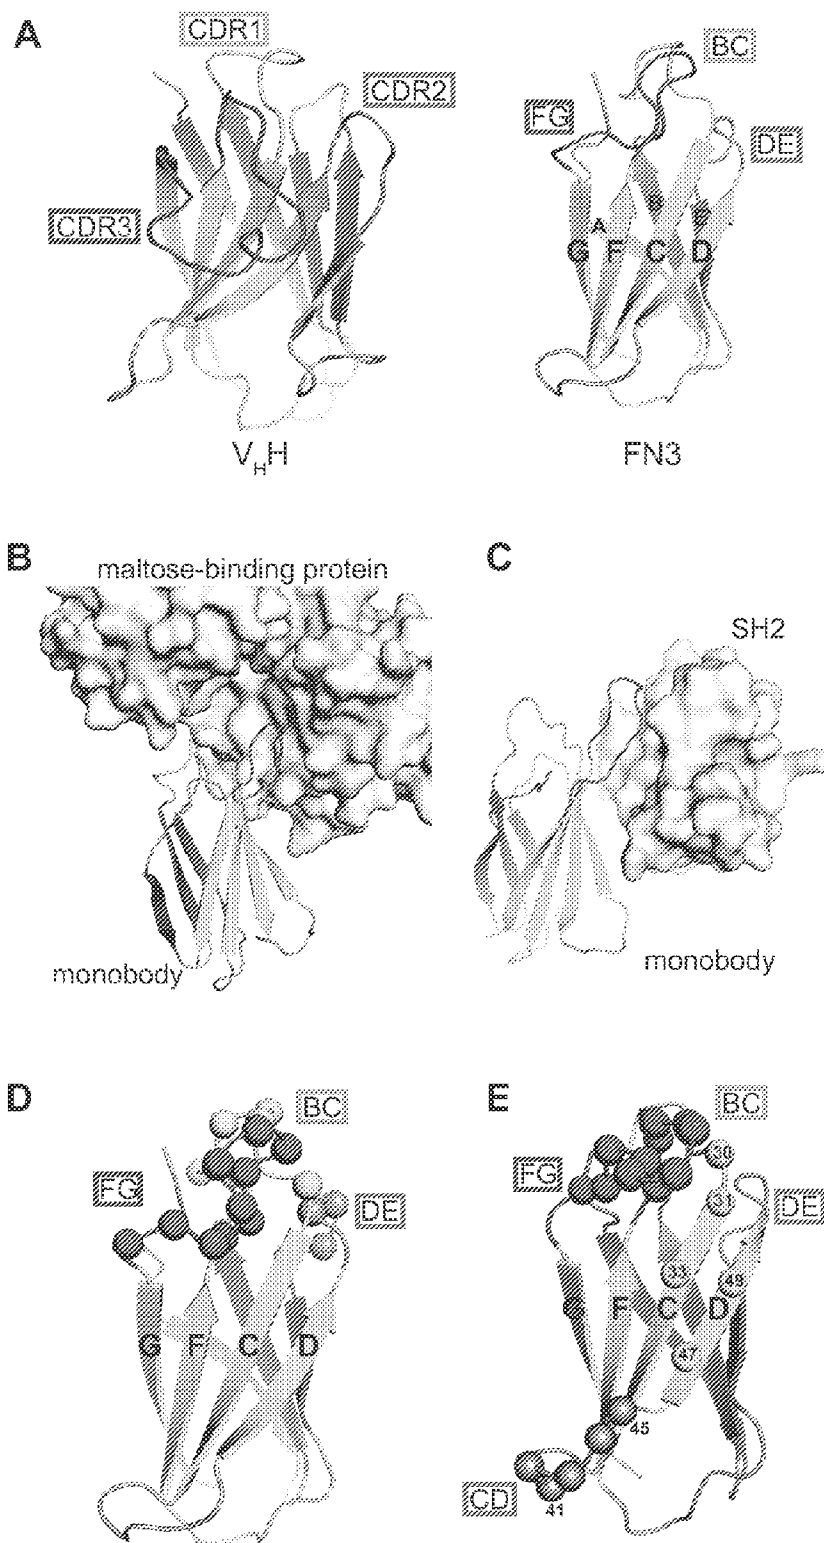 A
CDR1
CDR2
CDR3
VHH
BC
FG
DE
A
G F C D
FN3
B
maltose-binding protein
monobody
C
SH2
monobody
D
BC
FG
DE
G F C D
E
BC
FG
DE
30
31
33
49
G F C D
47
45
CD
41